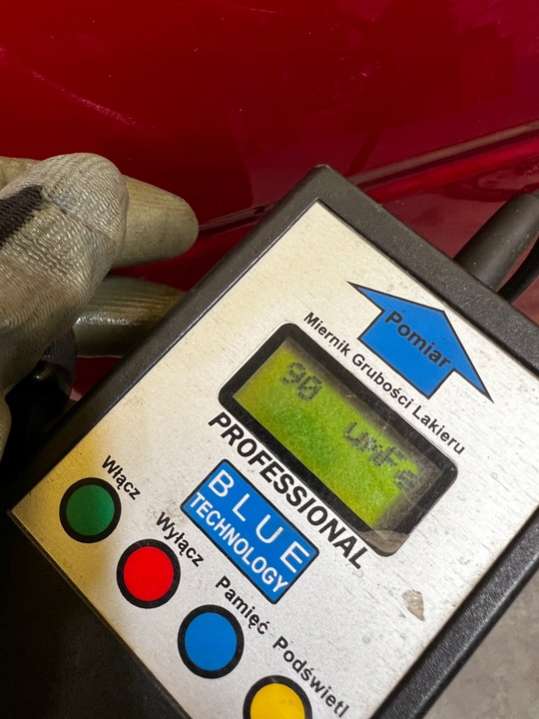 Pomiar
Miernik Grubości Lakieru
90 umFe
PROFESSIONAL
BLUE
TECHNOLOGY
Włącz
Wyłącz
Pamięć
Podświetl